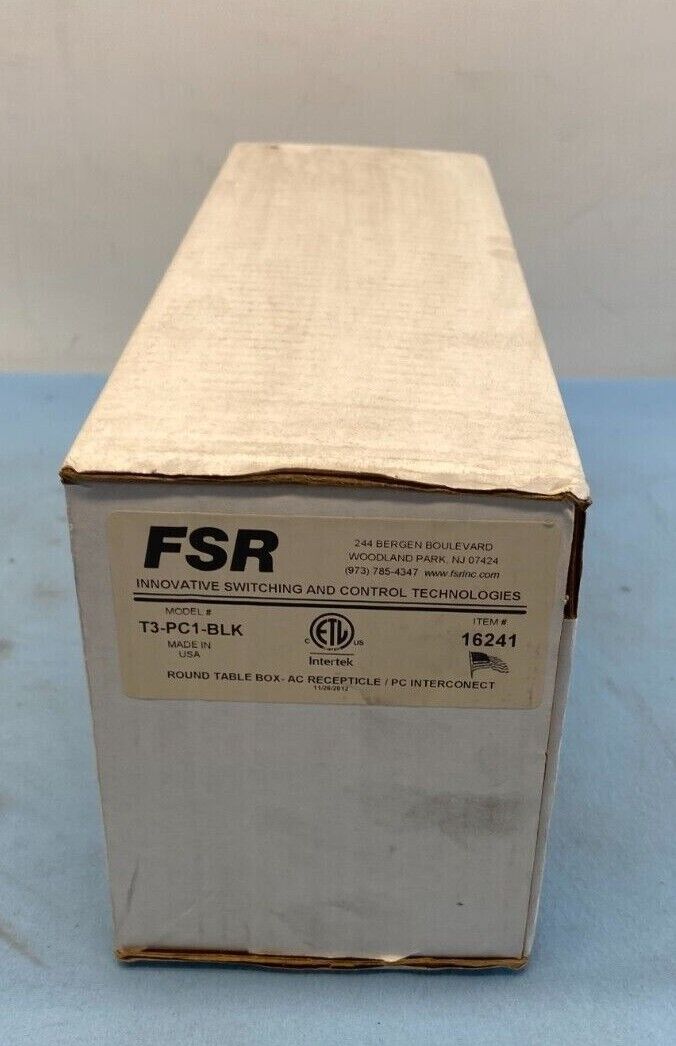 FSR
244 BERGEN BOULEVARD
WOODLAND PARK, NJ 07424
(973) 785-4347 www.fsrinc.com
INNOVATIVE SWITCHING AND CONTROL TECHNOLOGIES
MODEL #
T3-PC1-BLK
MADE IN
USA
C ETL US
Intertek
ITEM #
16241
ROUND TABLE BOX- AC RECEPTICLE / PC INTERCONECT
11/26/2012